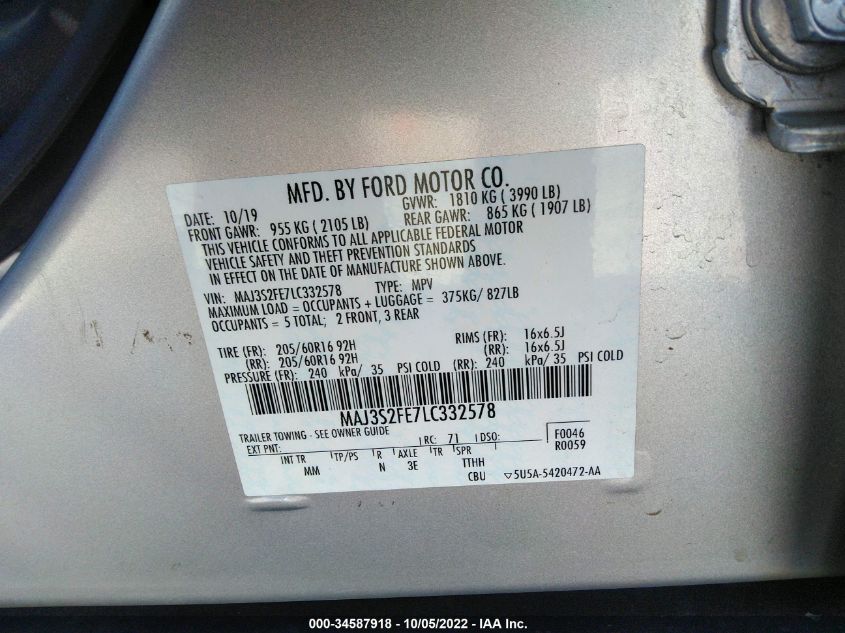 MFD. BY FORD MOTOR CO.
DATE: 10/19 GVWR: 1810 KG ( 3990 LB)
FRONT GAWR: 955 KG ( 2105 LB) REAR GAWR: 865 KG ( 1907 LB)
THIS VEHICLE CONFORMS TO ALL APPLICABLE FEDERAL MOTOR
VEHICLE SAFETY AND THEFT PREVENTION STANDARDS
IN EFFECT ON THE DATE OF MANUFACTURE SHOWN ABOVE.
VIN: MAJ3S2FE7LC332578 TYPE: MPV
MAXIMUM LOAD = OCCUPANTS + LUGGAGE = 375KG/ 827LB
OCCUPANTS = 5 TOTAL; 2 FRONT, 3 REAR
TIRE (FR): 205/60R16 92H RIMS (FR): 16x6.5J
(RR): 205/60R16 92H (RR): 16x6.5J
PRESSURE (FR): 240 kPa/ 35 PSI COLD (RR): 240 kPa/ 35 PSI COLD
MAJ3S2FE7LC332578
TRAILER TOWING - SEE OWNER GUIDE
EXT PNT: RC: 71 DSO: F0046
R0059
INT TR TP/PS R AXLE TR SPR
MM N 3E TTHH
CBU ▽5U5A-5420472-AA
000-34587918 - 10/05/2022 - IAA Inc.